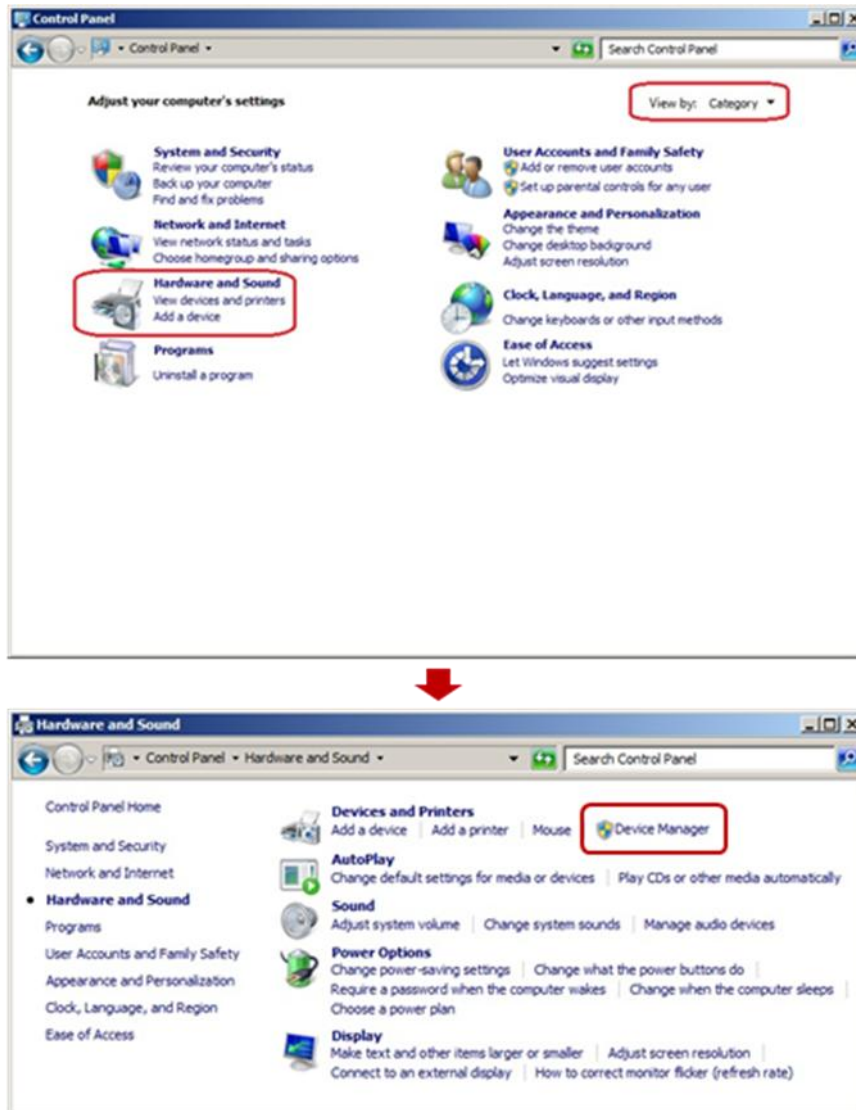 Control Panel
Control Panel
Search Control Panel
Adjust your computer's settings
View by: Category
System and Security
Review your computer's status
Back up your computer
Find and fix problems
Network and Internet
View network status and tasks
Choose homegroup and sharing options
Hardware and Sound
View devices and printers
Add a device
Programs
Uninstall a program
User Accounts and Family Safety
Add or remove user accounts
Set up parental controls for any user
Appearance and Personalization
Change the theme
Change desktop background
Adjust screen resolution
Clock, Language, and Region
Change keyboards or other input methods
Ease of Access
Let Windows suggest settings
Optimize visual display
Hardware and Sound
Control Panel Hardware and Sound
Search Control Panel
Control Panel Home
System and Security
Network and Internet
Hardware and Sound
Programs
User Accounts and Family Safety
Appearance and Personalization
Clock, Language, and Region
Ease of Access
Devices and Printers
Add a device Add a printer Mouse Device Manager
AutoPlay
Change default settings for media or devices Play CDs or other media automatically
Sound
Adjust system volume Change system sounds Manage audio devices
Power Options
Change power-saving settings Change what the power buttons do
Require a password when the computer wakes Change when the computer sleeps
Choose a power plan
Display
Make text and other items larger or smaller Adjust screen resolution
Connect to an external display How to correct monitor flicker (refresh rate)